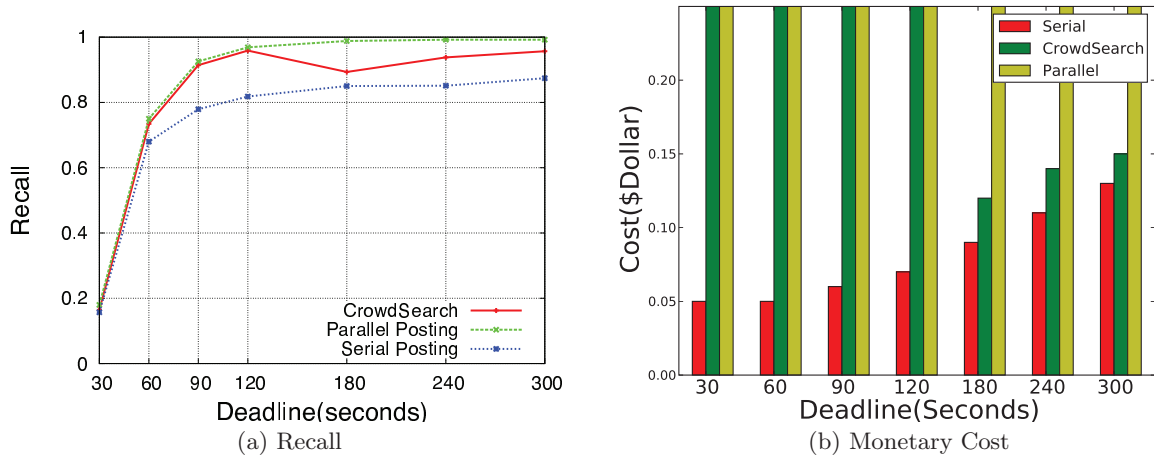 1
0.8
0.6
0.4
0.2
0
Recall
CrowdSearch
Parallel Posting
Serial Posting
30 60 90 120 180 240 300
Deadline(seconds)
(a) Recall
Serial
CrowdSearch
Parallel
0.20
0.15
0.10
0.05
0.00
Cost($Dollar)
30 60 90 120 180 240 300
Deadline(Seconds)
(b) Monetary Cost